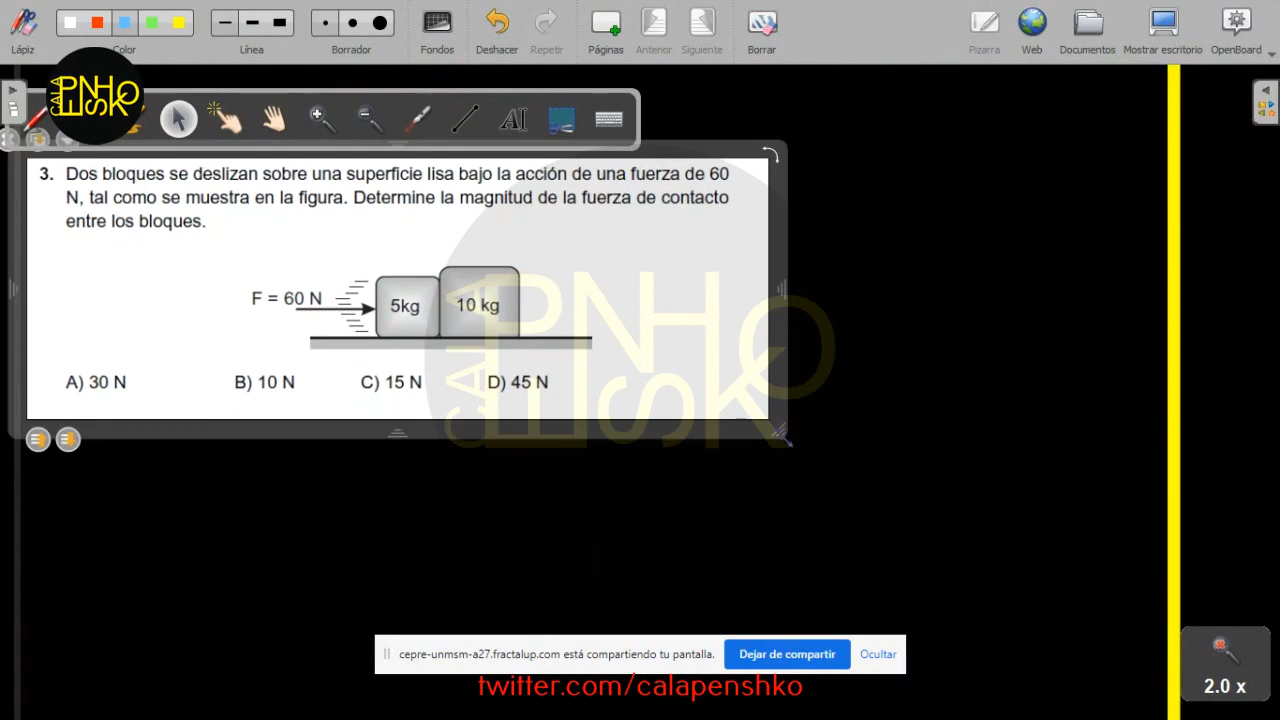 Lápiz
Color
Línea
Borrador
Fondos
Deshacer
Repetir
Páginas
Anterior
Siguiente
Borrar
Pizarra
Web
Documentos
Mostrar escritorio
OpenBoard
CALA
PENSHKO
3. Dos bloques se deslizan sobre una superficie lisa bajo la acción de una fuerza de 60
N, tal como se muestra en la figura. Determine la magnitud de la fuerza de contacto
entre los bloques.
F = 60 N
5kg
10 kg
A) 30 N B) 10 N C) 15 N D) 45 N
CALA
PENSHKO
cepre-unmsm-a27.fractalup.com está compartiendo tu pantalla.
Dejar de compartir
Ocultar
twitter.com/calapenshko
2.0 x